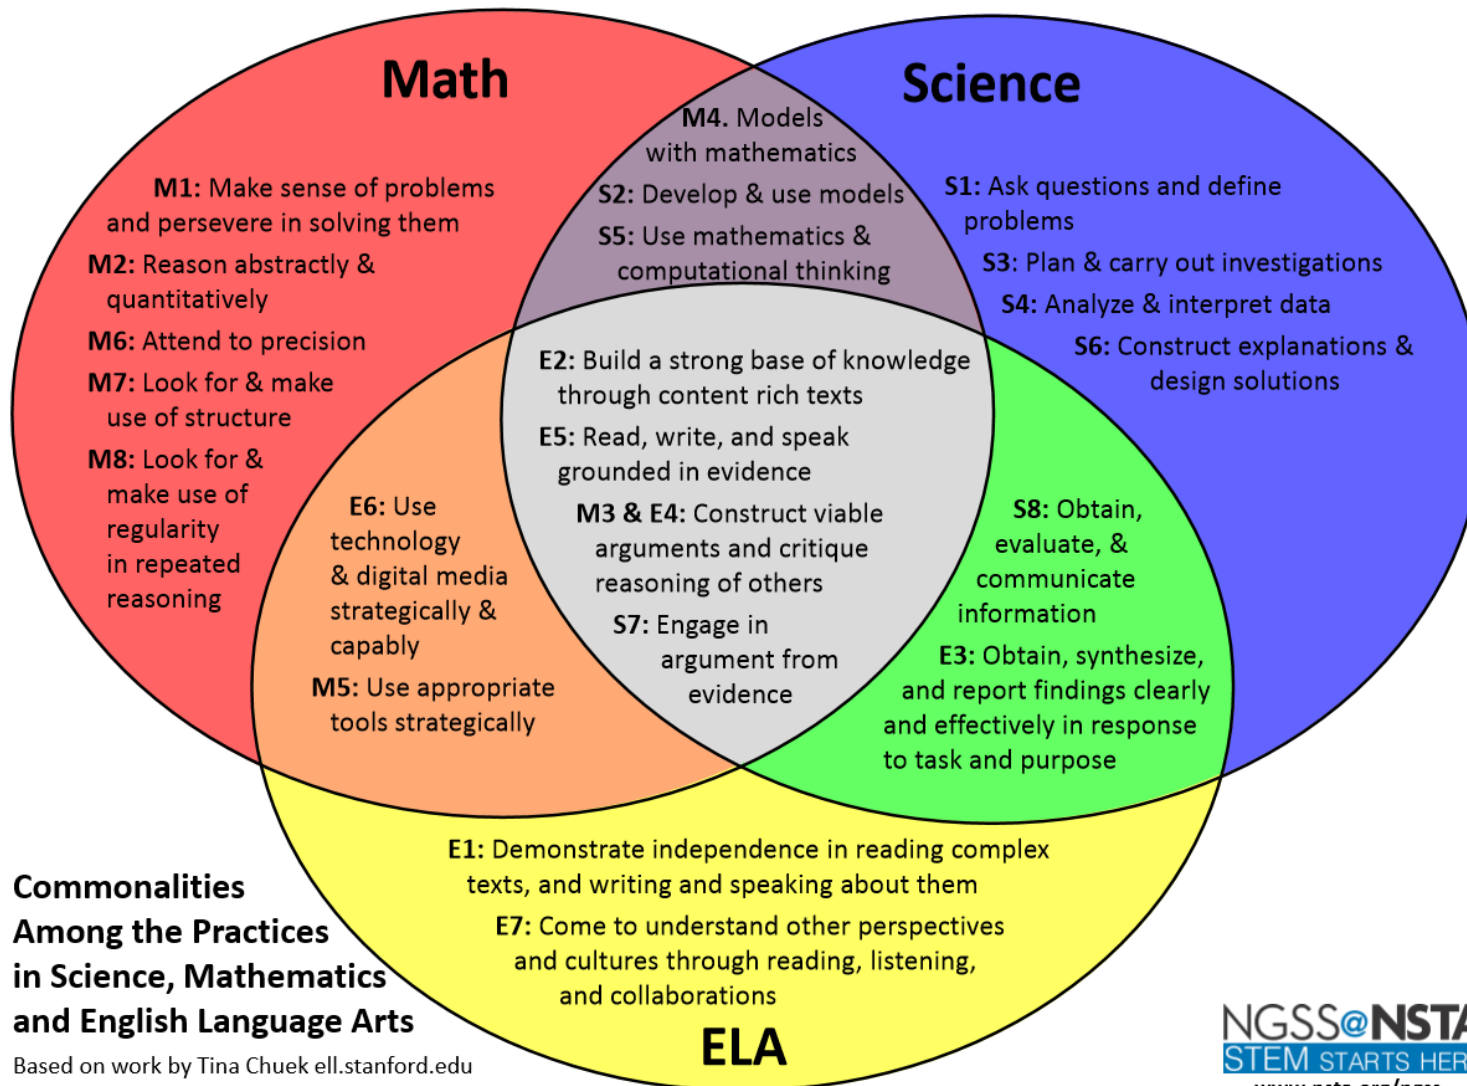 Math
Science
M4. Models
with mathematics
S2: Develop & use models
S5: Use mathematics &
computational thinking
M1: Make sense of problems
and persevere in solving them
M2: Reason abstractly &
quantitatively
M6: Attend to precision
M7: Look for & make
use of structure
M8: Look for &
make use of
regularity
in repeated
reasoning
S1: Ask questions and define
problems
S3: Plan & carry out investigations
S4: Analyze & interpret data
S6: Construct explanations &
design solutions
E2: Build a strong base of knowledge
through content rich texts
E5: Read, write, and speak
grounded in evidence
M3 & E4: Construct viable
arguments and critique
reasoning of others
S7: Engage in
argument from
evidence
E6: Use
technology
& digital media
strategically &
capably
M5: Use appropriate
tools strategically
S8: Obtain,
evaluate, &
communicate
information
E3: Obtain, synthesize,
and report findings clearly
and effectively in response
to task and purpose
E1: Demonstrate independence in reading complex
texts, and writing and speaking about them
E7: Come to understand other perspectives
and cultures through reading, listening,
and collaborations
ELA
Commonalities
Among the Practices
in Science, Mathematics
and English Language Arts
Based on work by Tina Chuek ell.stanford.edu
NGSS@NSTA
STEM STARTS HER
www.nsta.org/ngss